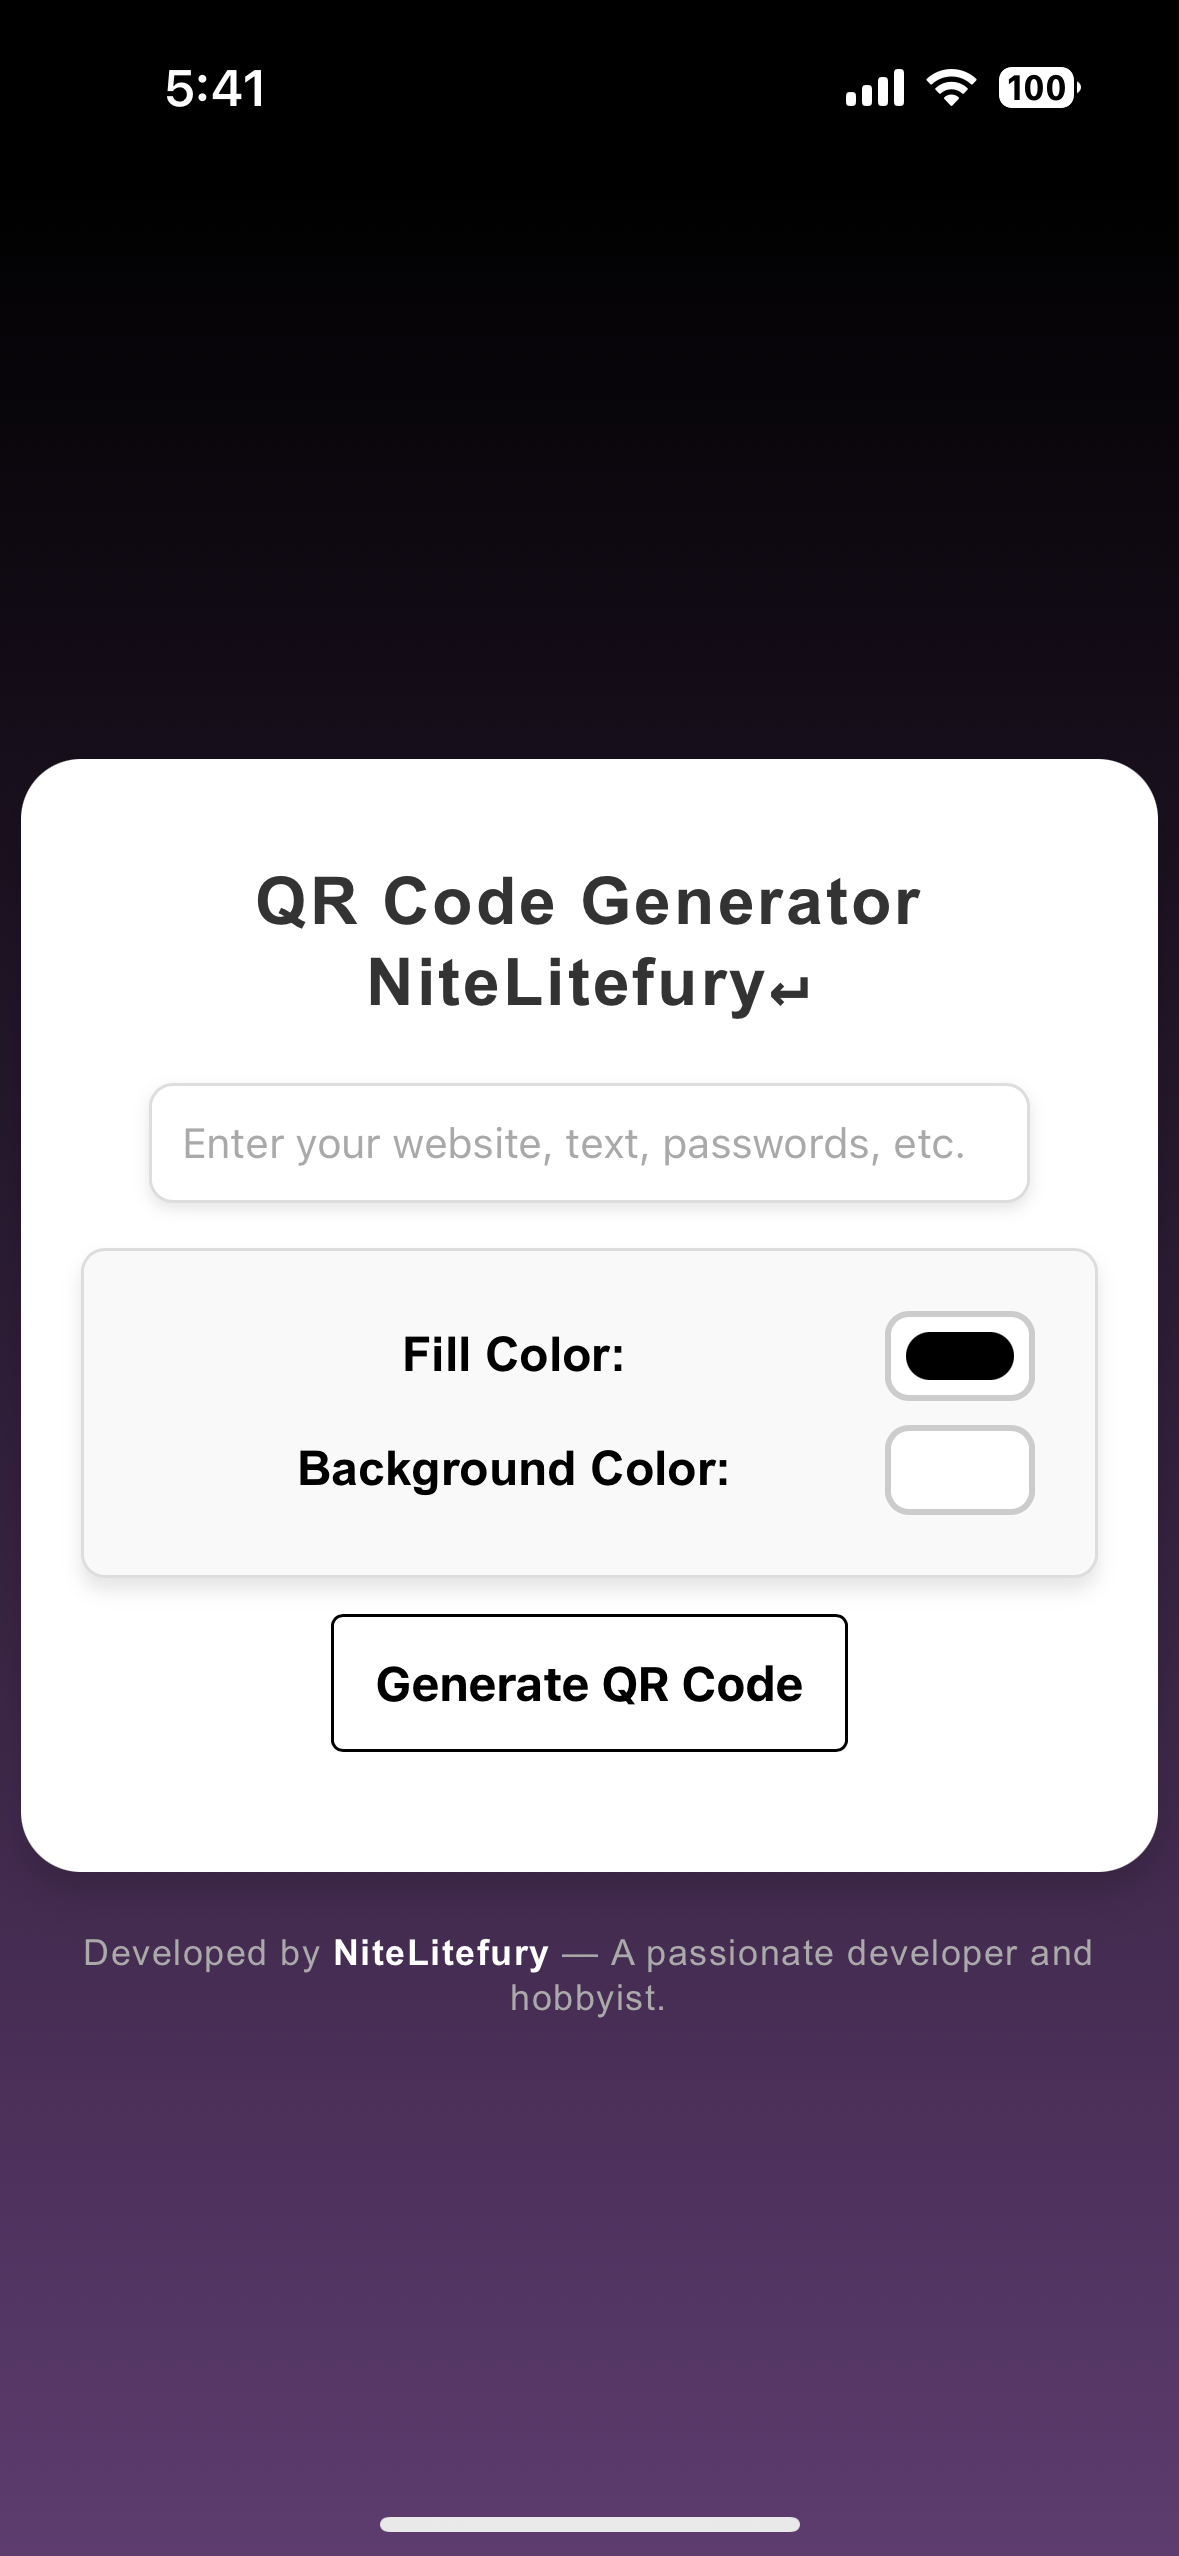 5:41
100
QR Code Generator
NiteLitefury↵
Enter your website, text, passwords, etc.
Fill Color:
Background Color:
Generate QR Code
Developed by NiteLitefury — A passionate developer and
hobbyist.